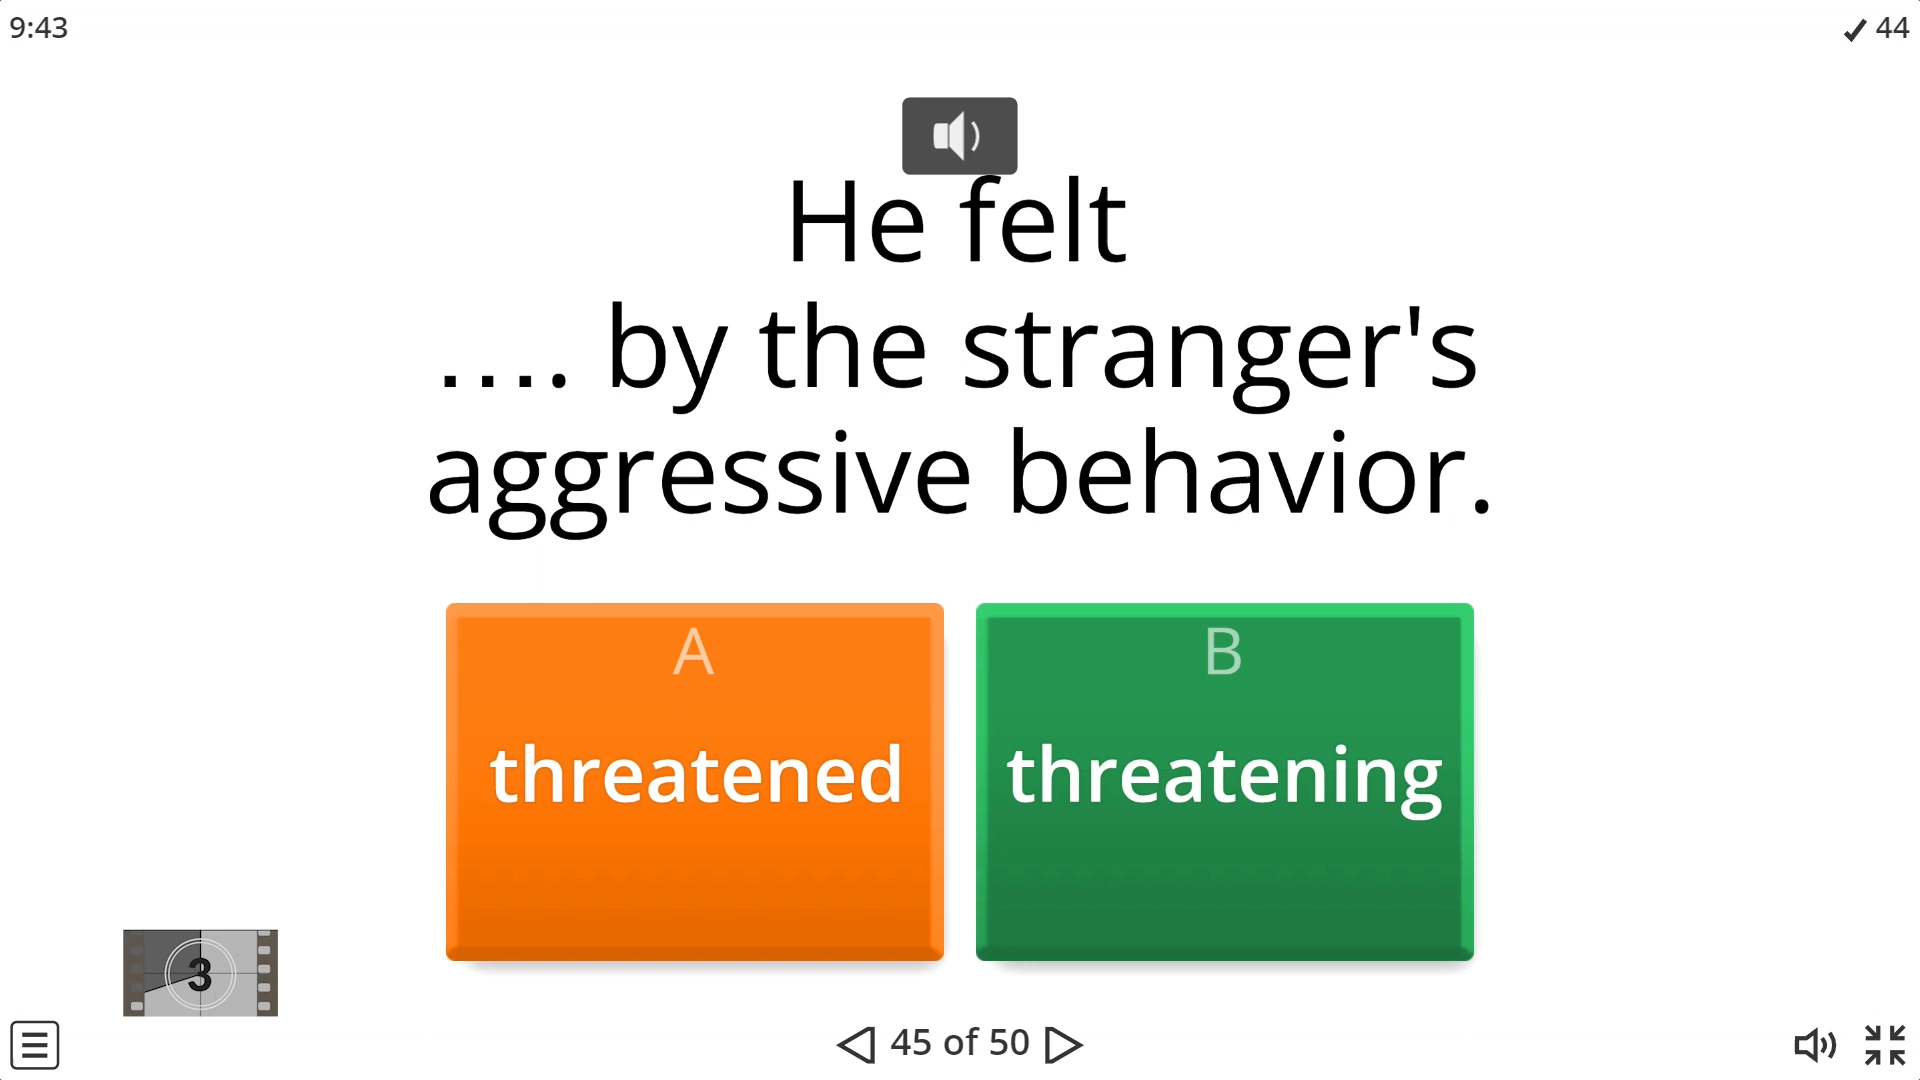 9:43
✓ 44
He felt
.... by the stranger's
aggressive behavior.
A
threatened
B
threatening
3
45 of 50